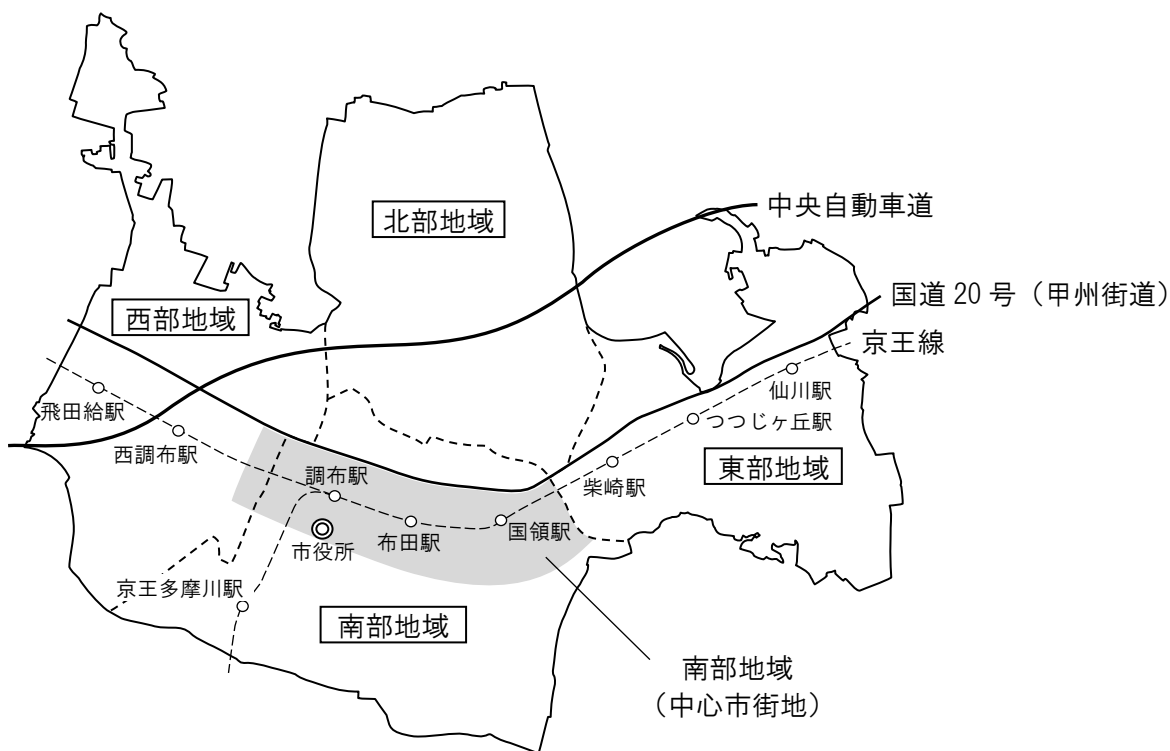 中央自動車道
北部地域
国道 20 号（甲州街道）
西部地域
京王線
仙川駅
飛田給駅
つつじヶ丘駅
西調布駅
東部地域
調布駅
柴崎駅
国領駅
布田駅
市役所
京王多摩川駅
南部地域
南部地域
（中心市街地）